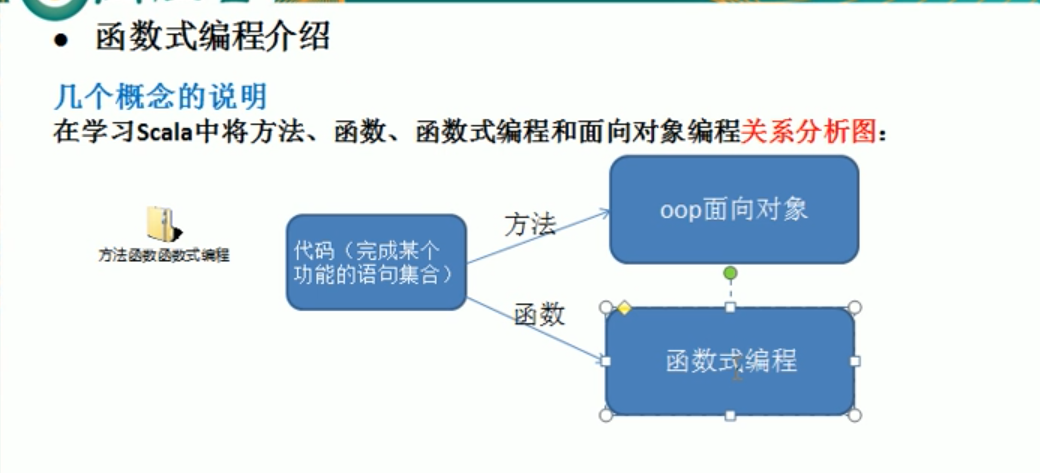 函数式编程介绍
几个概念的说明
在学习Scala中将方法、函数、函数式编程和面向对象编程关系分析图：
方法函数函数式编程
代码（完成某个
功能的语句集合）
方法
oop面向对象
函数
函数式编程